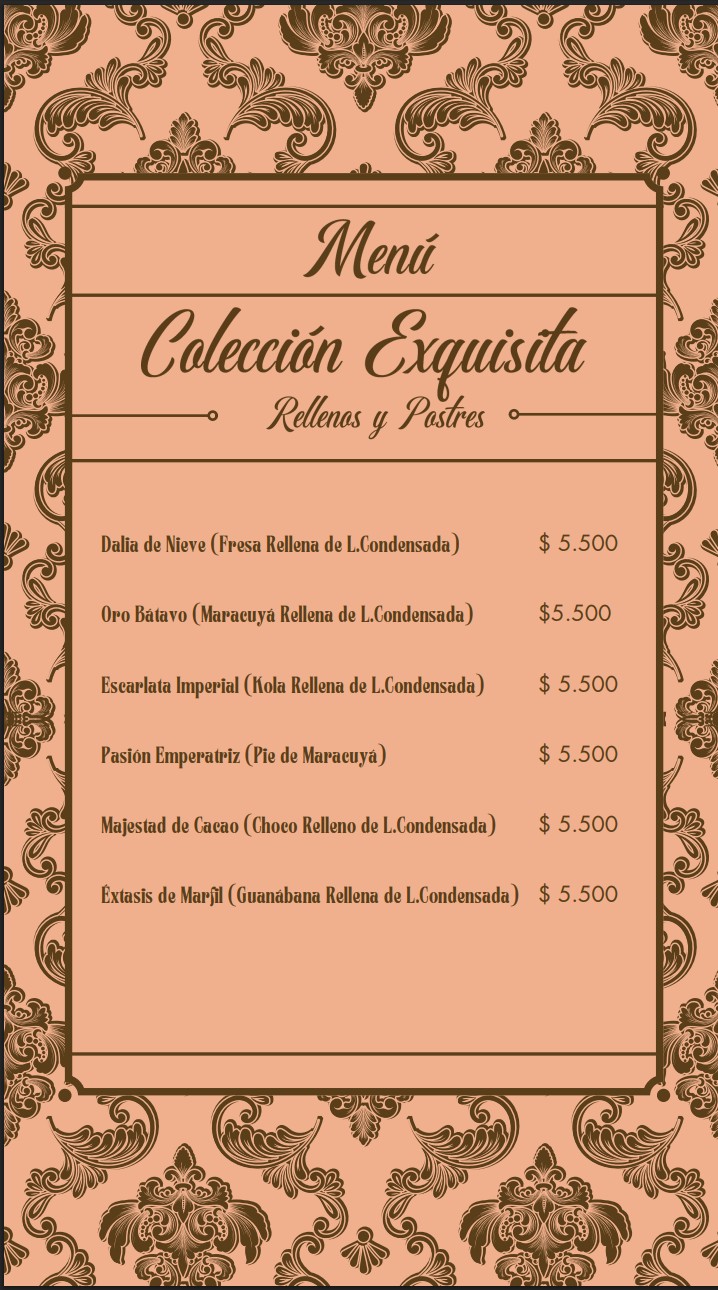 Menú
Colección Exquisita
Rellenos y Postres
Dalia de Nieve (Fresa Rellena de L.Condensada) $ 5.500
Oro Bátavo (Maracuyá Rellena de L.Condensada) $5.500
Escarlata Imperial (Kola Rellena de L.Condensada) $ 5.500
Pasión Emperatriz (Pie de Maracuyá) $ 5.500
Majestad de Cacao (Choco Relleno de L.Condensada) $ 5.500
Éxtasis de Marfil (Guanábana Rellena de L.Condensada) $ 5.500